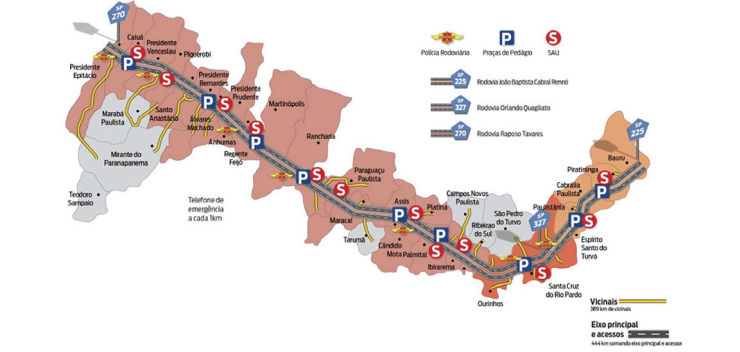 SP
270
Caiuá
Presidente
Venceslau
Piquerobi
Presidente
Epitácio
Presidente
Bernardes
Presidente
Prudente
Martinópolis
Marabá
Paulista
Santo
Anastácio
Álvares
Machado
Anhumas
Regente
Feijó
Rancharia
Mirante do
Paranapanema
Teodoro
Sampaio
Telefone de
emergência
a cada 1km
Paraguaçu
Paulista
Maracaí
Tarumã
Assis
Platina
Cândido
Mota
Palmital
Ibirarema
Campos Novos
Paulista
Ribeirão
do Sul
São Pedro
do Turvo
Ourinhos
SP
327
Paulistânia
Cabrália
Paulista
Piratininga
Bauru
SP
225
Espírito
Santo do
Turvo
Santa Cruz
do Rio Pardo
P
S
Polícia Rodoviária
Praças de Pedágio
SAU
SP
225
Rodovia João Baptista Cabral Rennó
SP
327
Rodovia Orlando Quagliato
SP
270
Rodovia Raposo Tavares
Vicinais
389 km de vicinais
Eixo principal
e acessos
444 km somando eixo principal e acessos